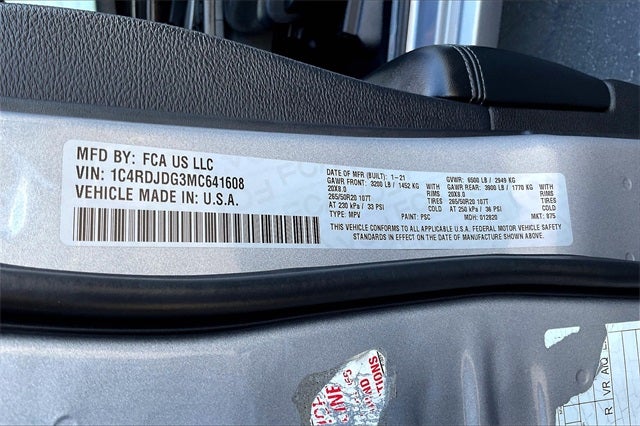 MFD BY: FCA US LLC
VIN: 1C4RDJDG3MC641608
VEHICLE MADE IN U.S.A.
DATE OF MFR (BUILT): 1-21 GVWR: 6500 LB / 2949 KG
GAWR FRONT: 3200 LB / 1452 KG WITH GAWR REAR: 3900 LB / 1770 KG WITH
20X8.0 RIMS 20X8.0 RIMS
265/50R20 107T TIRES 265/50R20 107T TIRES
AT 230 kPa / 33 PSI COLD AT 250 kPa / 36 PSI COLD
TYPE: MPV PAINT: PSC MDH: 012820 MKT: 875
THIS VEHICLE CONFORMS TO ALL APPLICABLE U.S.A. FEDERAL MOTOR VEHICLE SAFETY
STANDARDS IN EFFECT ON THE DATE OF MANUFACTURE SHOWN ABOVE.
R VR AIQ